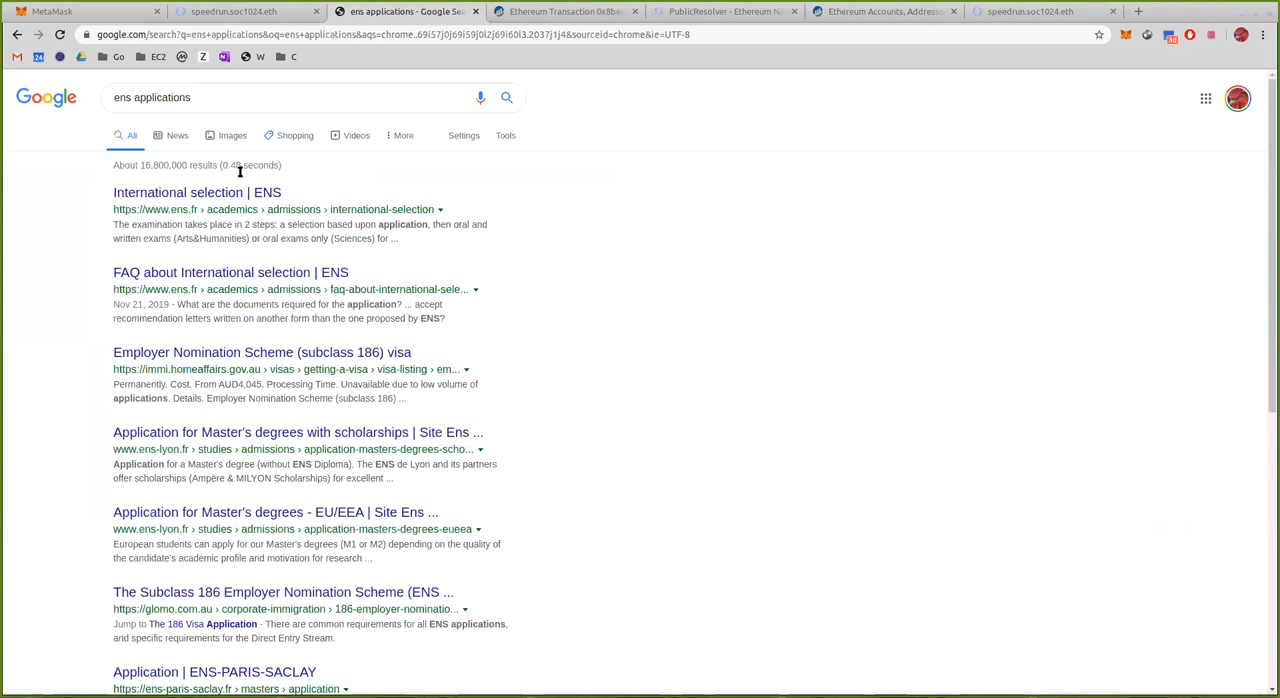 MetaMask
speedrun.soc1024.eth
ens applications - Google Sea
Ethereum Transaction 0x8bec
PublicResolver - Ethereum Na
Ethereum Accounts, Addresse
speedrun.soc1024.eth
google.com/search?q=ens+applications&oq=ens+applications&aqs=chrome..69i57j0j69i59j0l2j69i60l3.2037j1j4&sourceid=chrome&ie=UTF-8
Go EC2 Z N W C
Google
ens applications
All News Images Shopping Videos More Settings Tools
About 16,800,000 results (0.48 seconds)
International selection | ENS
https://www.ens.fr › academics › admissions › international-selection
The examination takes place in 2 steps: a selection based upon application, then oral and
written exams (Arts&Humanities) or oral exams only (Sciences) for ...
FAQ about International selection | ENS
https://www.ens.fr › academics › admissions › faq-about-international-sele...
Nov 21, 2019 - What are the documents required for the application? ... accept
recommendation letters written on another form than the one proposed by ENS?
Employer Nomination Scheme (subclass 186) visa
https://immi.homeaffairs.gov.au › visas › getting-a-visa › visa-listing › em...
Permanently. Cost. From AUD4,045. Processing Time. Unavailable due to low volume of
applications. Details. Employer Nomination Scheme (subclass 186) ...
Application for Master's degrees with scholarships | Site Ens ...
www.ens-lyon.fr › studies › admissions › application-masters-degrees-scho...
Application for a Master's degree (without ENS Diploma). The ENS de Lyon and its partners
offer scholarships (Ampère & MILYON Scholarships) for excellent ...
Application for Master's degrees - EU/EEA | Site Ens ...
www.ens-lyon.fr › studies › admissions › application-masters-degrees-eueea
European students can apply for our Master's degrees (M1 or M2) depending on the quality of
the candidate's academic profile and motivation for research ...
The Subclass 186 Employer Nomination Scheme (ENS ...
https://glomo.com.au › corporate-immigration › 186-employer-nominatio...
Jump to The 186 Visa Application - There are common requirements for all ENS applications,
and specific requirements for the Direct Entry Stream.
Application | ENS-PARIS-SACLAY
https://ens-paris-saclay.fr › masters › application